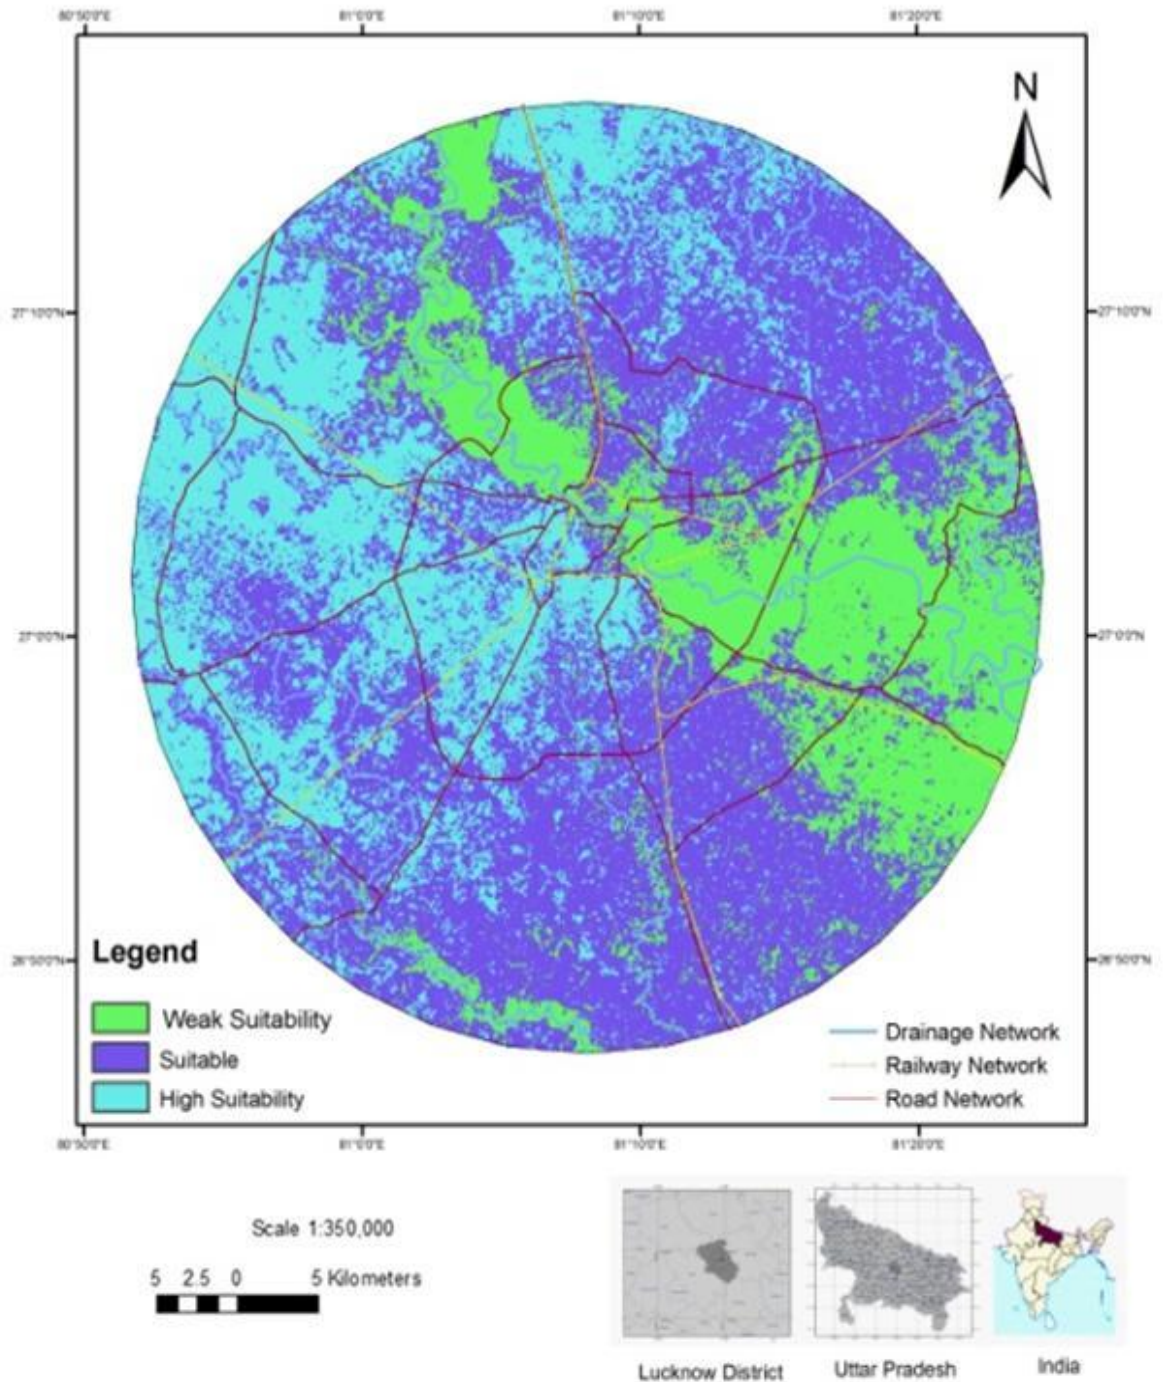 80°50'0"E 81°0'0"E 81°10'0"E 81°20'0"E
N
27°10'0"N 27°10'0"N
27°0'0"N 27°0'0"N
26°50'0"N 26°50'0"N
Legend
Weak Suitability
Suitable
High Suitability
Drainage Network
Railway Network
Road Network
80°50'0"E 81°0'0"E 81°10'0"E 81°20'0"E
Scale 1:350,000
5 2.5 0 5 Kilometers
Lucknow District Uttar Pradesh India